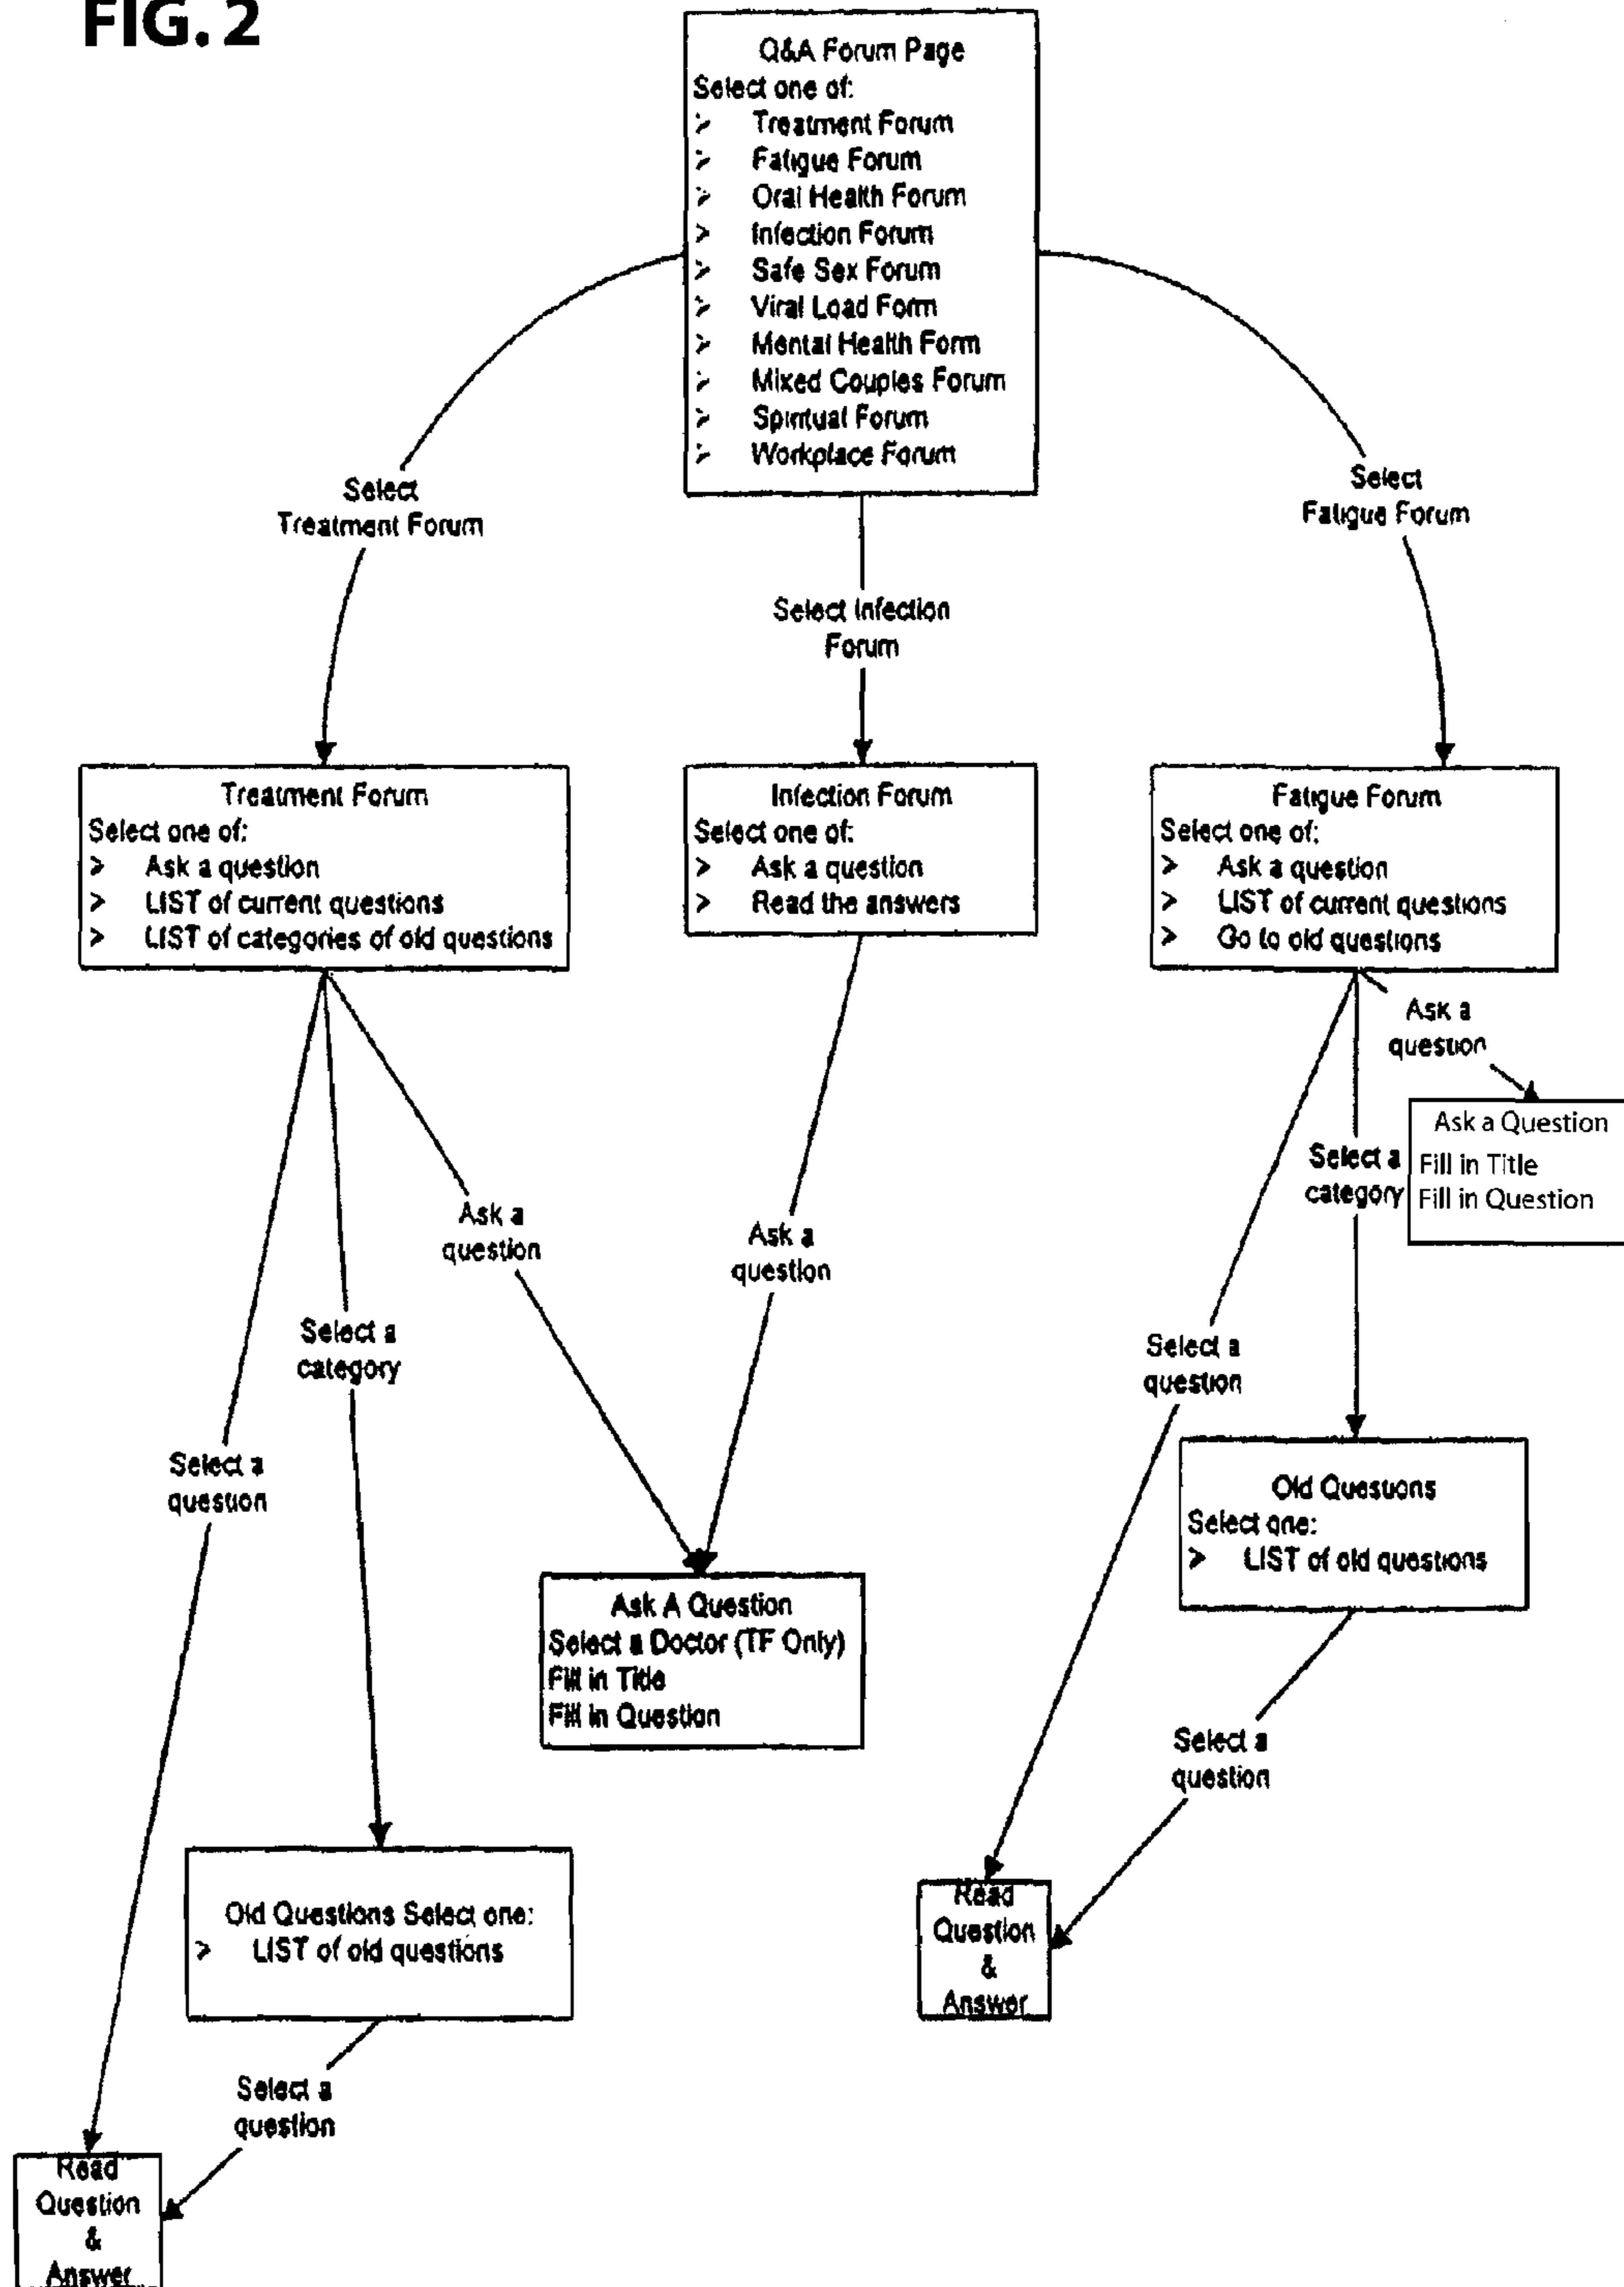 FIG. 2
Q&A Forum Page
Select one of:
> Treatment Forum
> Fatigue Forum
> Oral Health Forum
> Infection Forum
> Safe Sex Forum
> Viral Load Form
> Mental Health Form
> Mixed Couples Forum
> Spiritual Forum
> Workplace Forum
Select
Treatment Forum
Select Infection
Forum
Select
Fatigue Forum
Treatment Forum
Select one of:
> Ask a question
> LIST of current questions
> LIST of categories of old questions
Infection Forum
Select one of:
> Ask a question
> Read the answers
Fatigue Forum
Select one of:
> Ask a question
> LIST of current questions
> Go to old questions
Ask a
question
Ask a Question
Fill in Title
Fill in Question
Select a
category
Ask a
question
Ask a
question
Select a
category
Select a
question
Select a
question
Old Questions
Select one:
> LIST of old questions
Ask A Question
Select a Doctor (TF Only)
Fill in Title
Fill in Question
Select a
question
Old Questions Select one:
> LIST of old questions
Read
Question
&
Answer
Select a
question
Read
Question
&
Answer